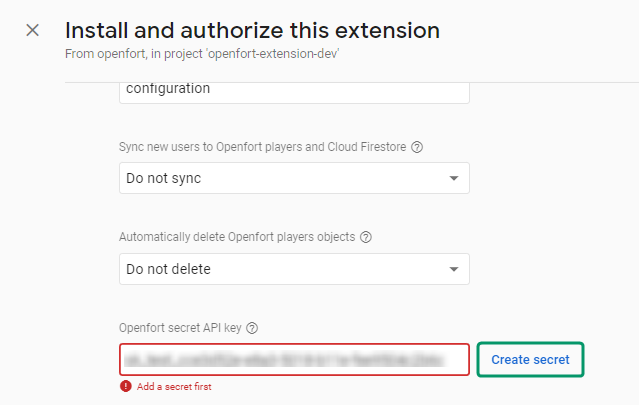 Install and authorize this extension
From openfort, in project 'openfort-extension-dev'
configuration
Sync new users to Openfort players and Cloud Firestore
Do not sync
Automatically delete Openfort players objects
Do not delete
Openfort secret API key
Create secret
Add a secret first